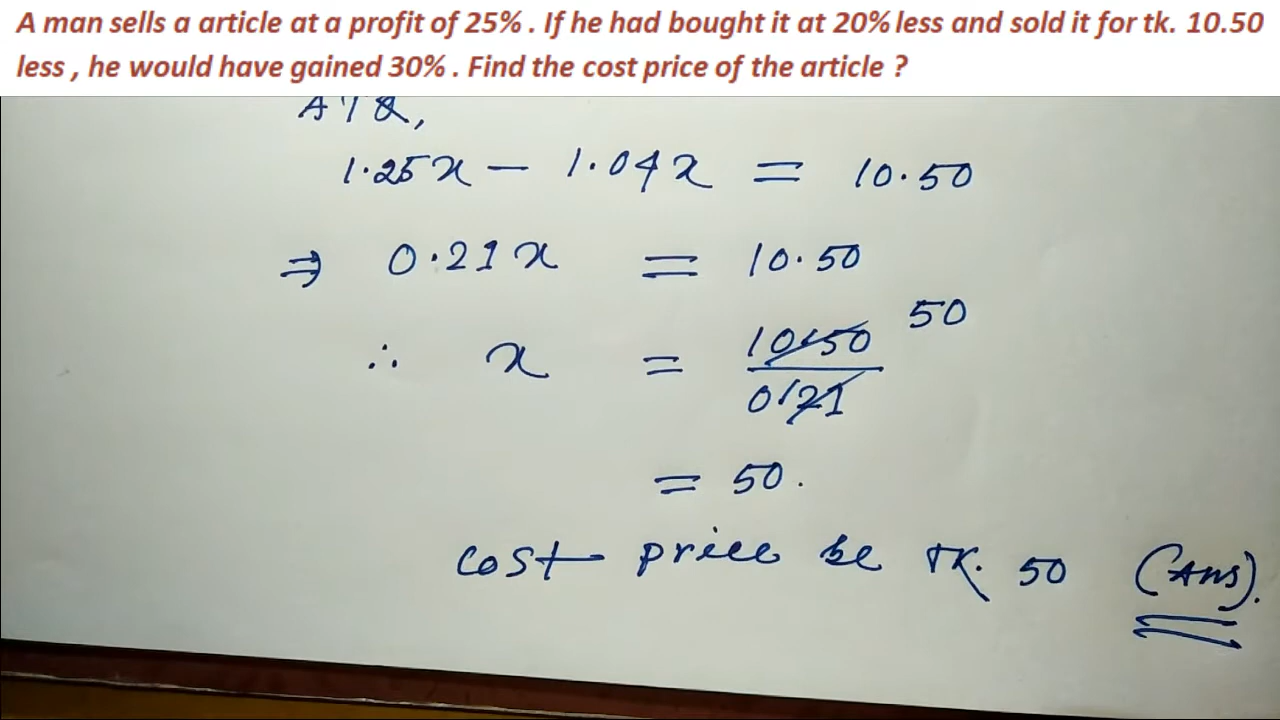 A man sells a article at a profit of 25% . If he had bought it at 20% less and sold it for tk. 10.50
less , he would have gained 30% . Find the cost price of the article ?
ATQ,
1.25x - 1.04x = 10.50
⇒ 0.21x = 10.50
∴ x = 10.50/0.21 50
= 50.
cost price be TK. 50 (Ans).